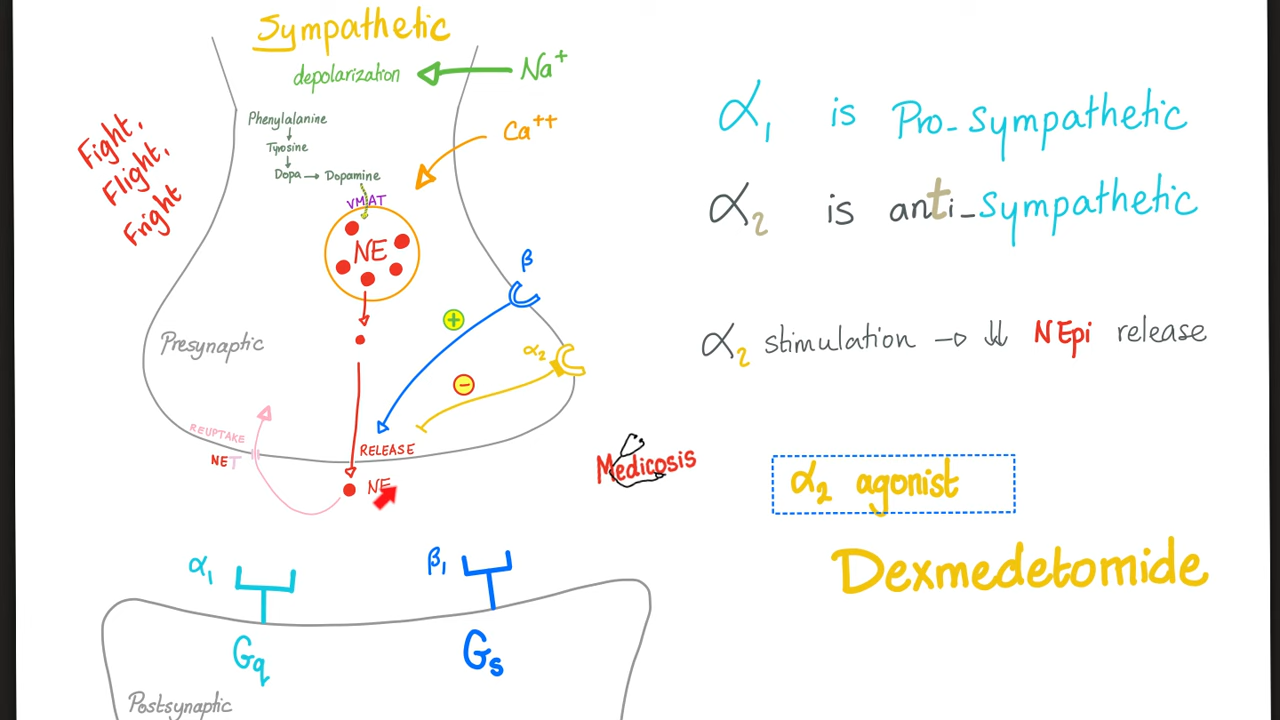 Sympathetic
depolarization
Na+
Fight,
Flight,
Fright
Phenylalanine
Tyrosine
Dopa → Dopamine
Ca++
VMAT
NE
β
+
α2
−
Presynaptic
REUPTAKE
NET
RELEASE
NE
α1
β1
Gq
Gs
Postsynaptic
α1 is Pro-Sympathetic
α2 is anti-Sympathetic
α2 stimulation → ↓↓ NEpi release
Medicosis
α2 agonist
Dexmedetomide